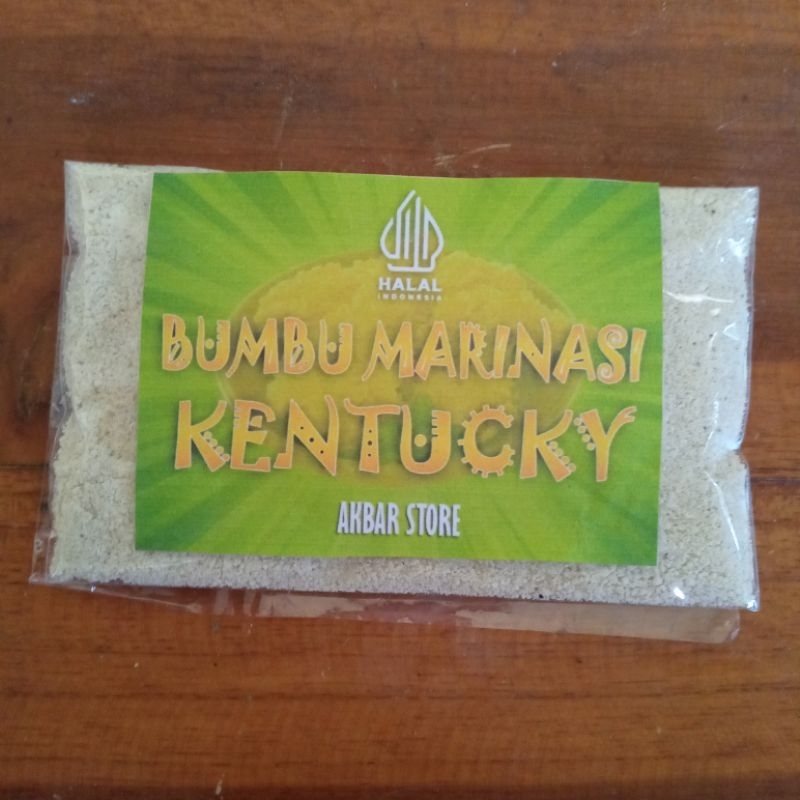 HALAL
INDONESIA
BUMBU MARINASI
KENTUCKY
AKBAR STORE